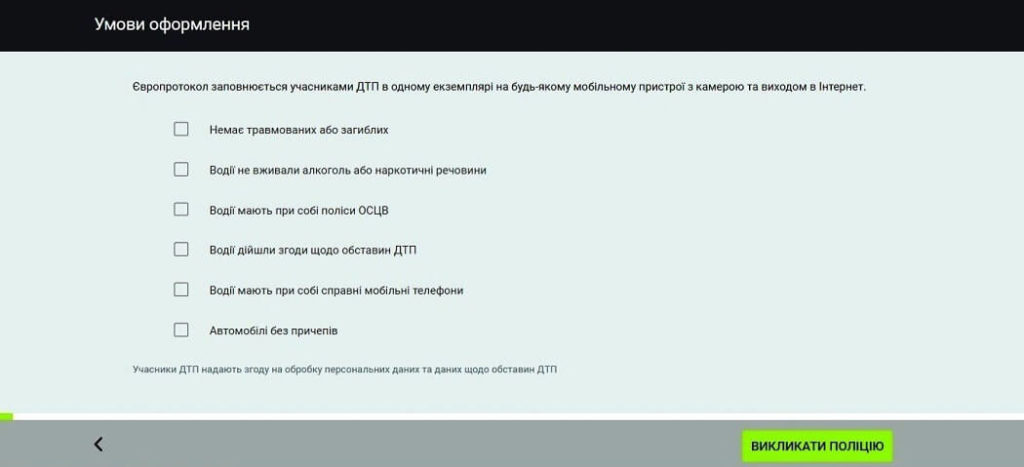 Умови оформлення
Європротокол заповнюється учасниками ДТП в одному екземплярі на будь-якому мобільному пристрої з камерою та виходом в Інтернет.
Немає травмованих або загиблих
Водії не вживали алкоголь або наркотичні речовини
Водії мають при собі поліси ОСЦВ
Водії дійшли згоди щодо обставин ДТП
Водії мають при собі справні мобільні телефони
Автомобілі без причепів
Учасники ДТП надають згоду на обробку персональних даних та даних щодо обставин ДТП
ВИКЛИКАТИ ПОЛІЦІЮ